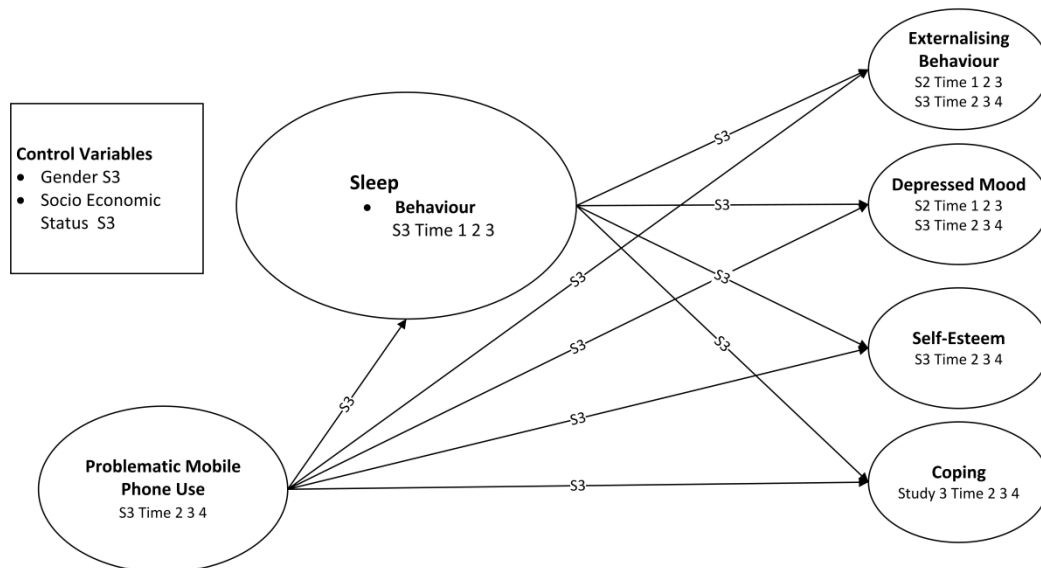 Control Variables
• Gender S3
• Socio Economic
Status S3
Sleep
• Behaviour
S3 Time 1 2 3
Problematic Mobile
Phone Use
S3 Time 2 3 4
S3
S3
S3
S3
S3
S3
S3
S3
S3
Externalising
Behaviour
S2 Time 1 2 3
S3 Time 2 3 4
Depressed Mood
S2 Time 1 2 3
S3 Time 2 3 4
Self-Esteem
S3 Time 2 3 4
Coping
Study 3 Time 2 3 4